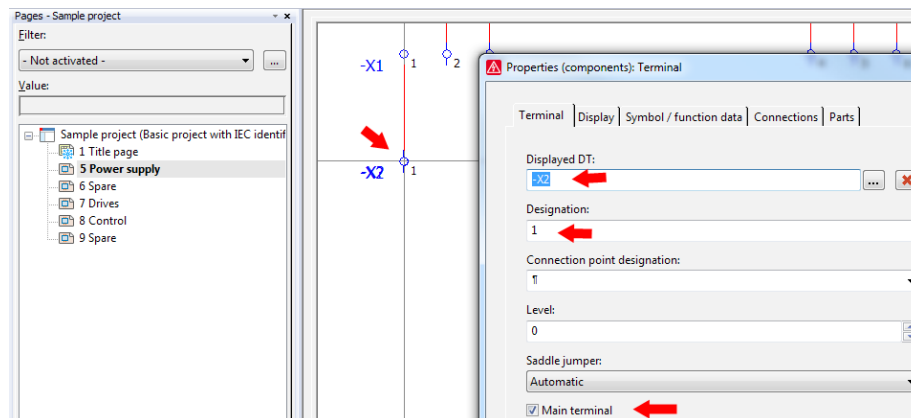 Pages - Sample project
Filter:
- Not activated -
...
Value:
Sample project (Basic project with IEC identif
1 Title page
5 Power supply
6 Spare
7 Drives
8 Control
9 Spare
-X1
1
2
-X2
1
Properties (components): Terminal
Terminal
Display
Symbol / function data
Connections
Parts
Displayed DT:
-X2
...
Designation:
1
Connection point designation:
¶
Level:
0
Saddle jumper:
Automatic
Main terminal